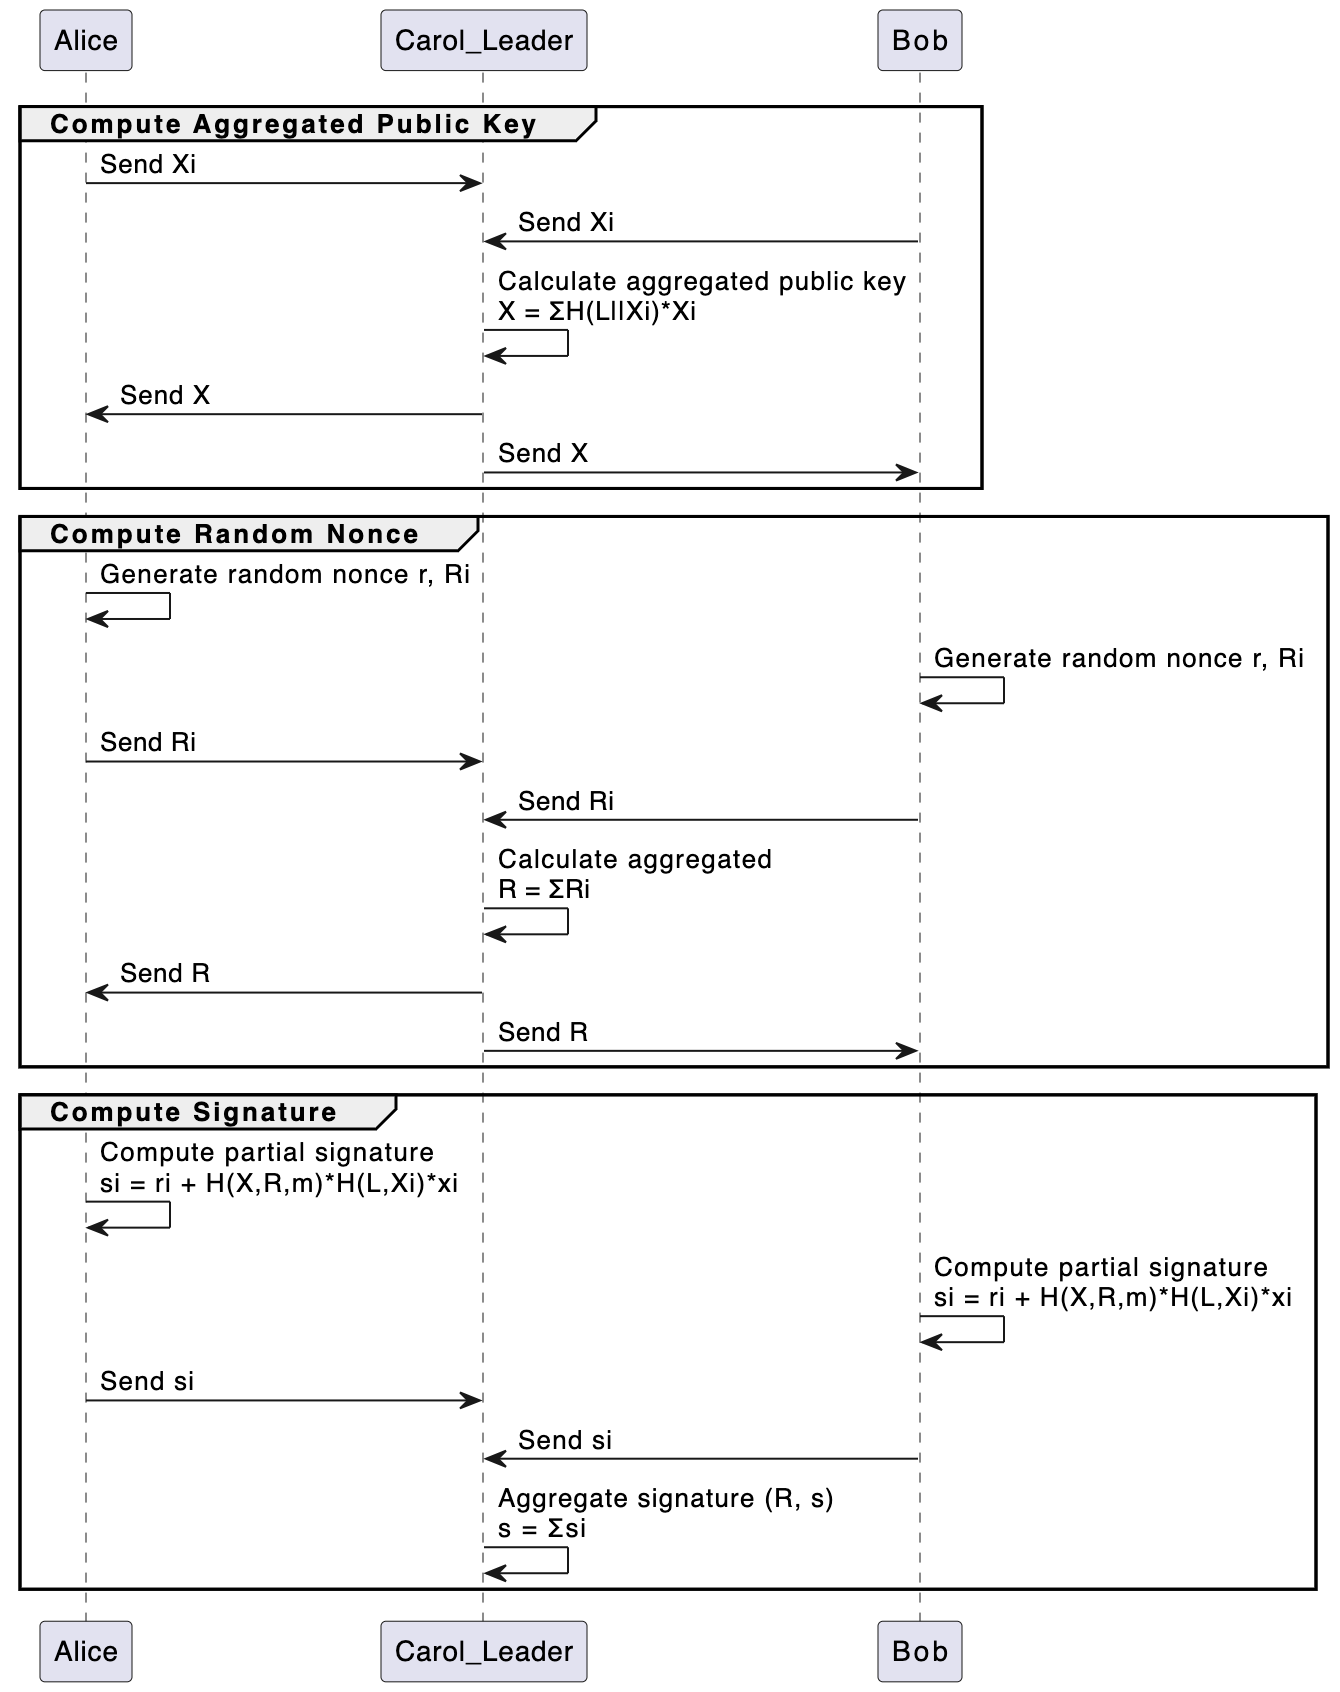 Alice
Carol_Leader
Bob
Compute Aggregated Public Key
Send Xi
Send Xi
Calculate aggregated public key
X = ΣH(L||Xi)*Xi
Send X
Send X
Compute Random Nonce
Generate random nonce r, Ri
Generate random nonce r, Ri
Send Ri
Send Ri
Calculate aggregated
R = ΣRi
Send R
Send R
Compute Signature
Compute partial signature
si = ri + H(X,R,m)*H(L,Xi)*xi
Compute partial signature
si = ri + H(X,R,m)*H(L,Xi)*xi
Send si
Send si
Aggregate signature (R, s)
s = Σsi
Alice
Carol_Leader
Bob